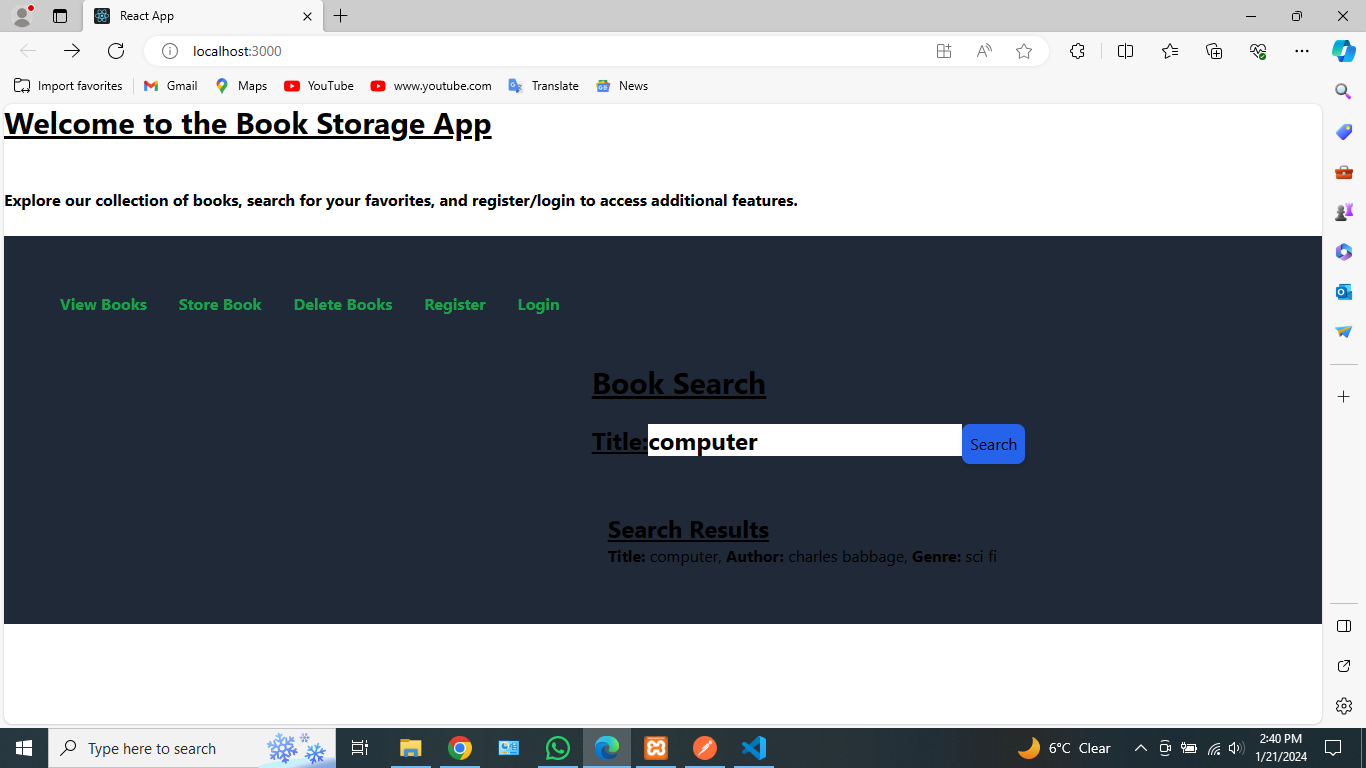 React App
localhost:3000
Import favorites Gmail Maps YouTube www.youtube.com Translate News
Welcome to the Book Storage App
Explore our collection of books, search for your favorites, and register/login to access additional features.
View Books Store Book Delete Books Register Login
Book Search
Title:computer Search
Search Results
Title: computer, Author: charles babbage, Genre: sci fi
Type here to search 6°C Clear 2:40 PM
1/21/2024